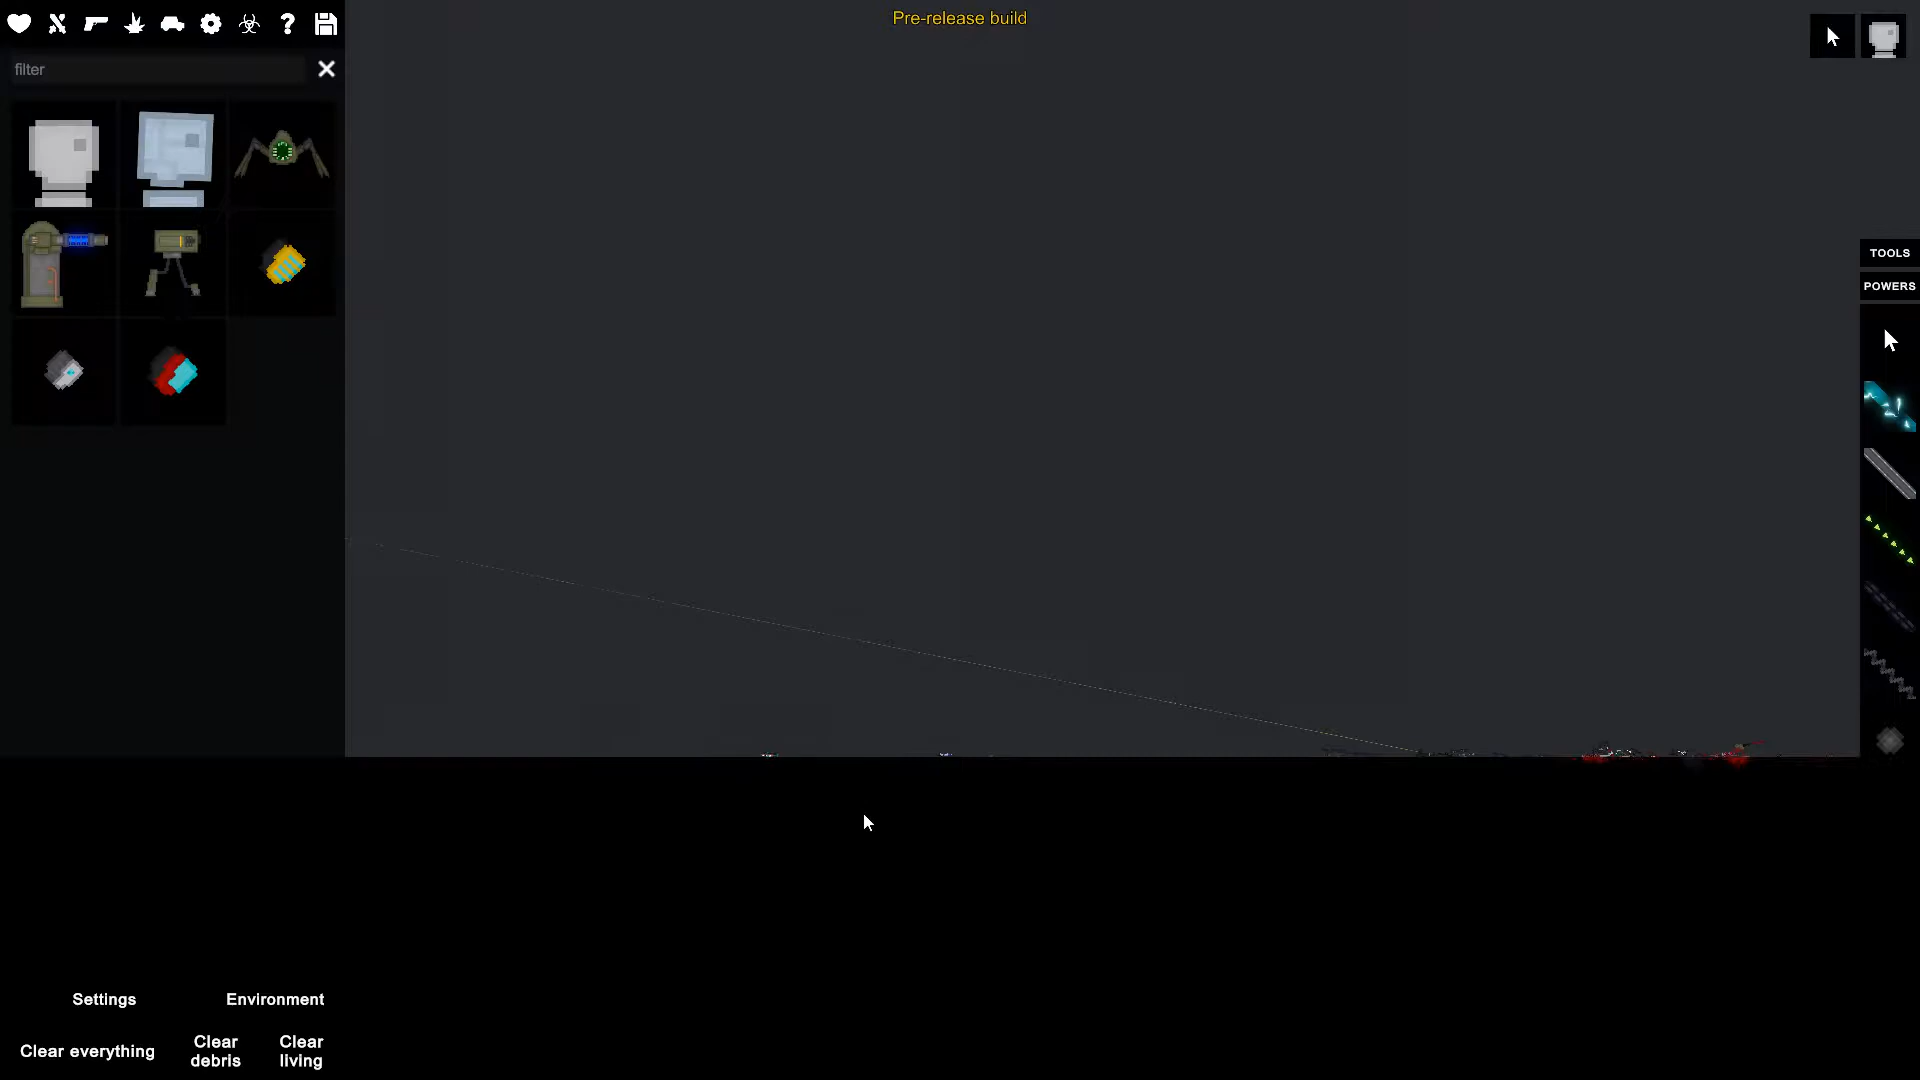 Pre-release build
filter
TOOLS
POWERS
Settings
Environment
Clear everything
Clear
debris
Clear
living